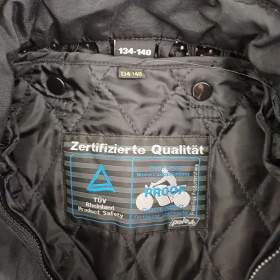 134-140
134-140
Zertifizierte Qualität
TÜV
Rheinland
Product Safety
PROOF